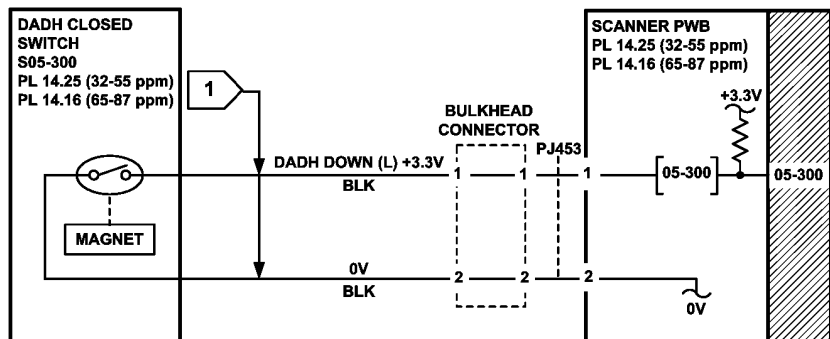 DADH CLOSED
SWITCH
S05-300
PL 14.25 (32-55 ppm)
PL 14.16 (65-87 ppm)
1
MAGNET
DADH DOWN (L) +3.3V
BLK
0V
BLK
BULKHEAD
CONNECTOR
1 1
2 2
PJ453
1
2
SCANNER PWB
PL 14.25 (32-55 ppm)
PL 14.16 (65-87 ppm)
+3.3V
05-300
05-300
0V